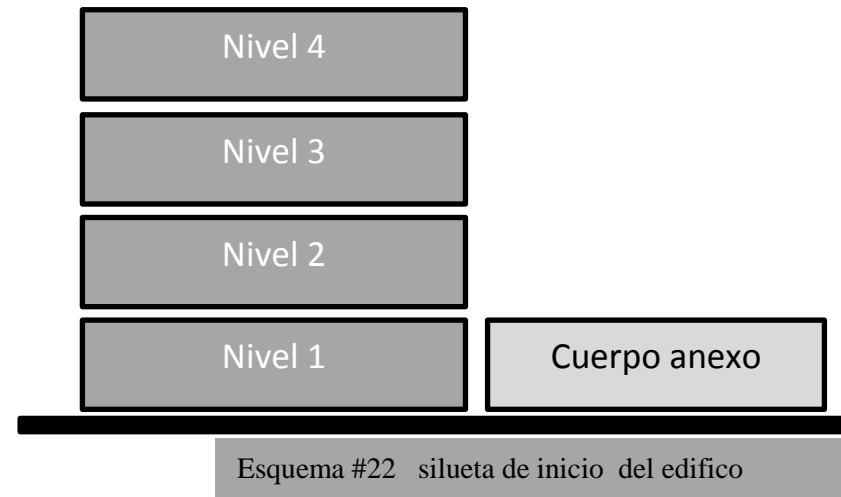 Nivel 4
Nivel 3
Nivel 2
Nivel 1 Cuerpo anexo
Esquema #22 silueta de inicio del edifico